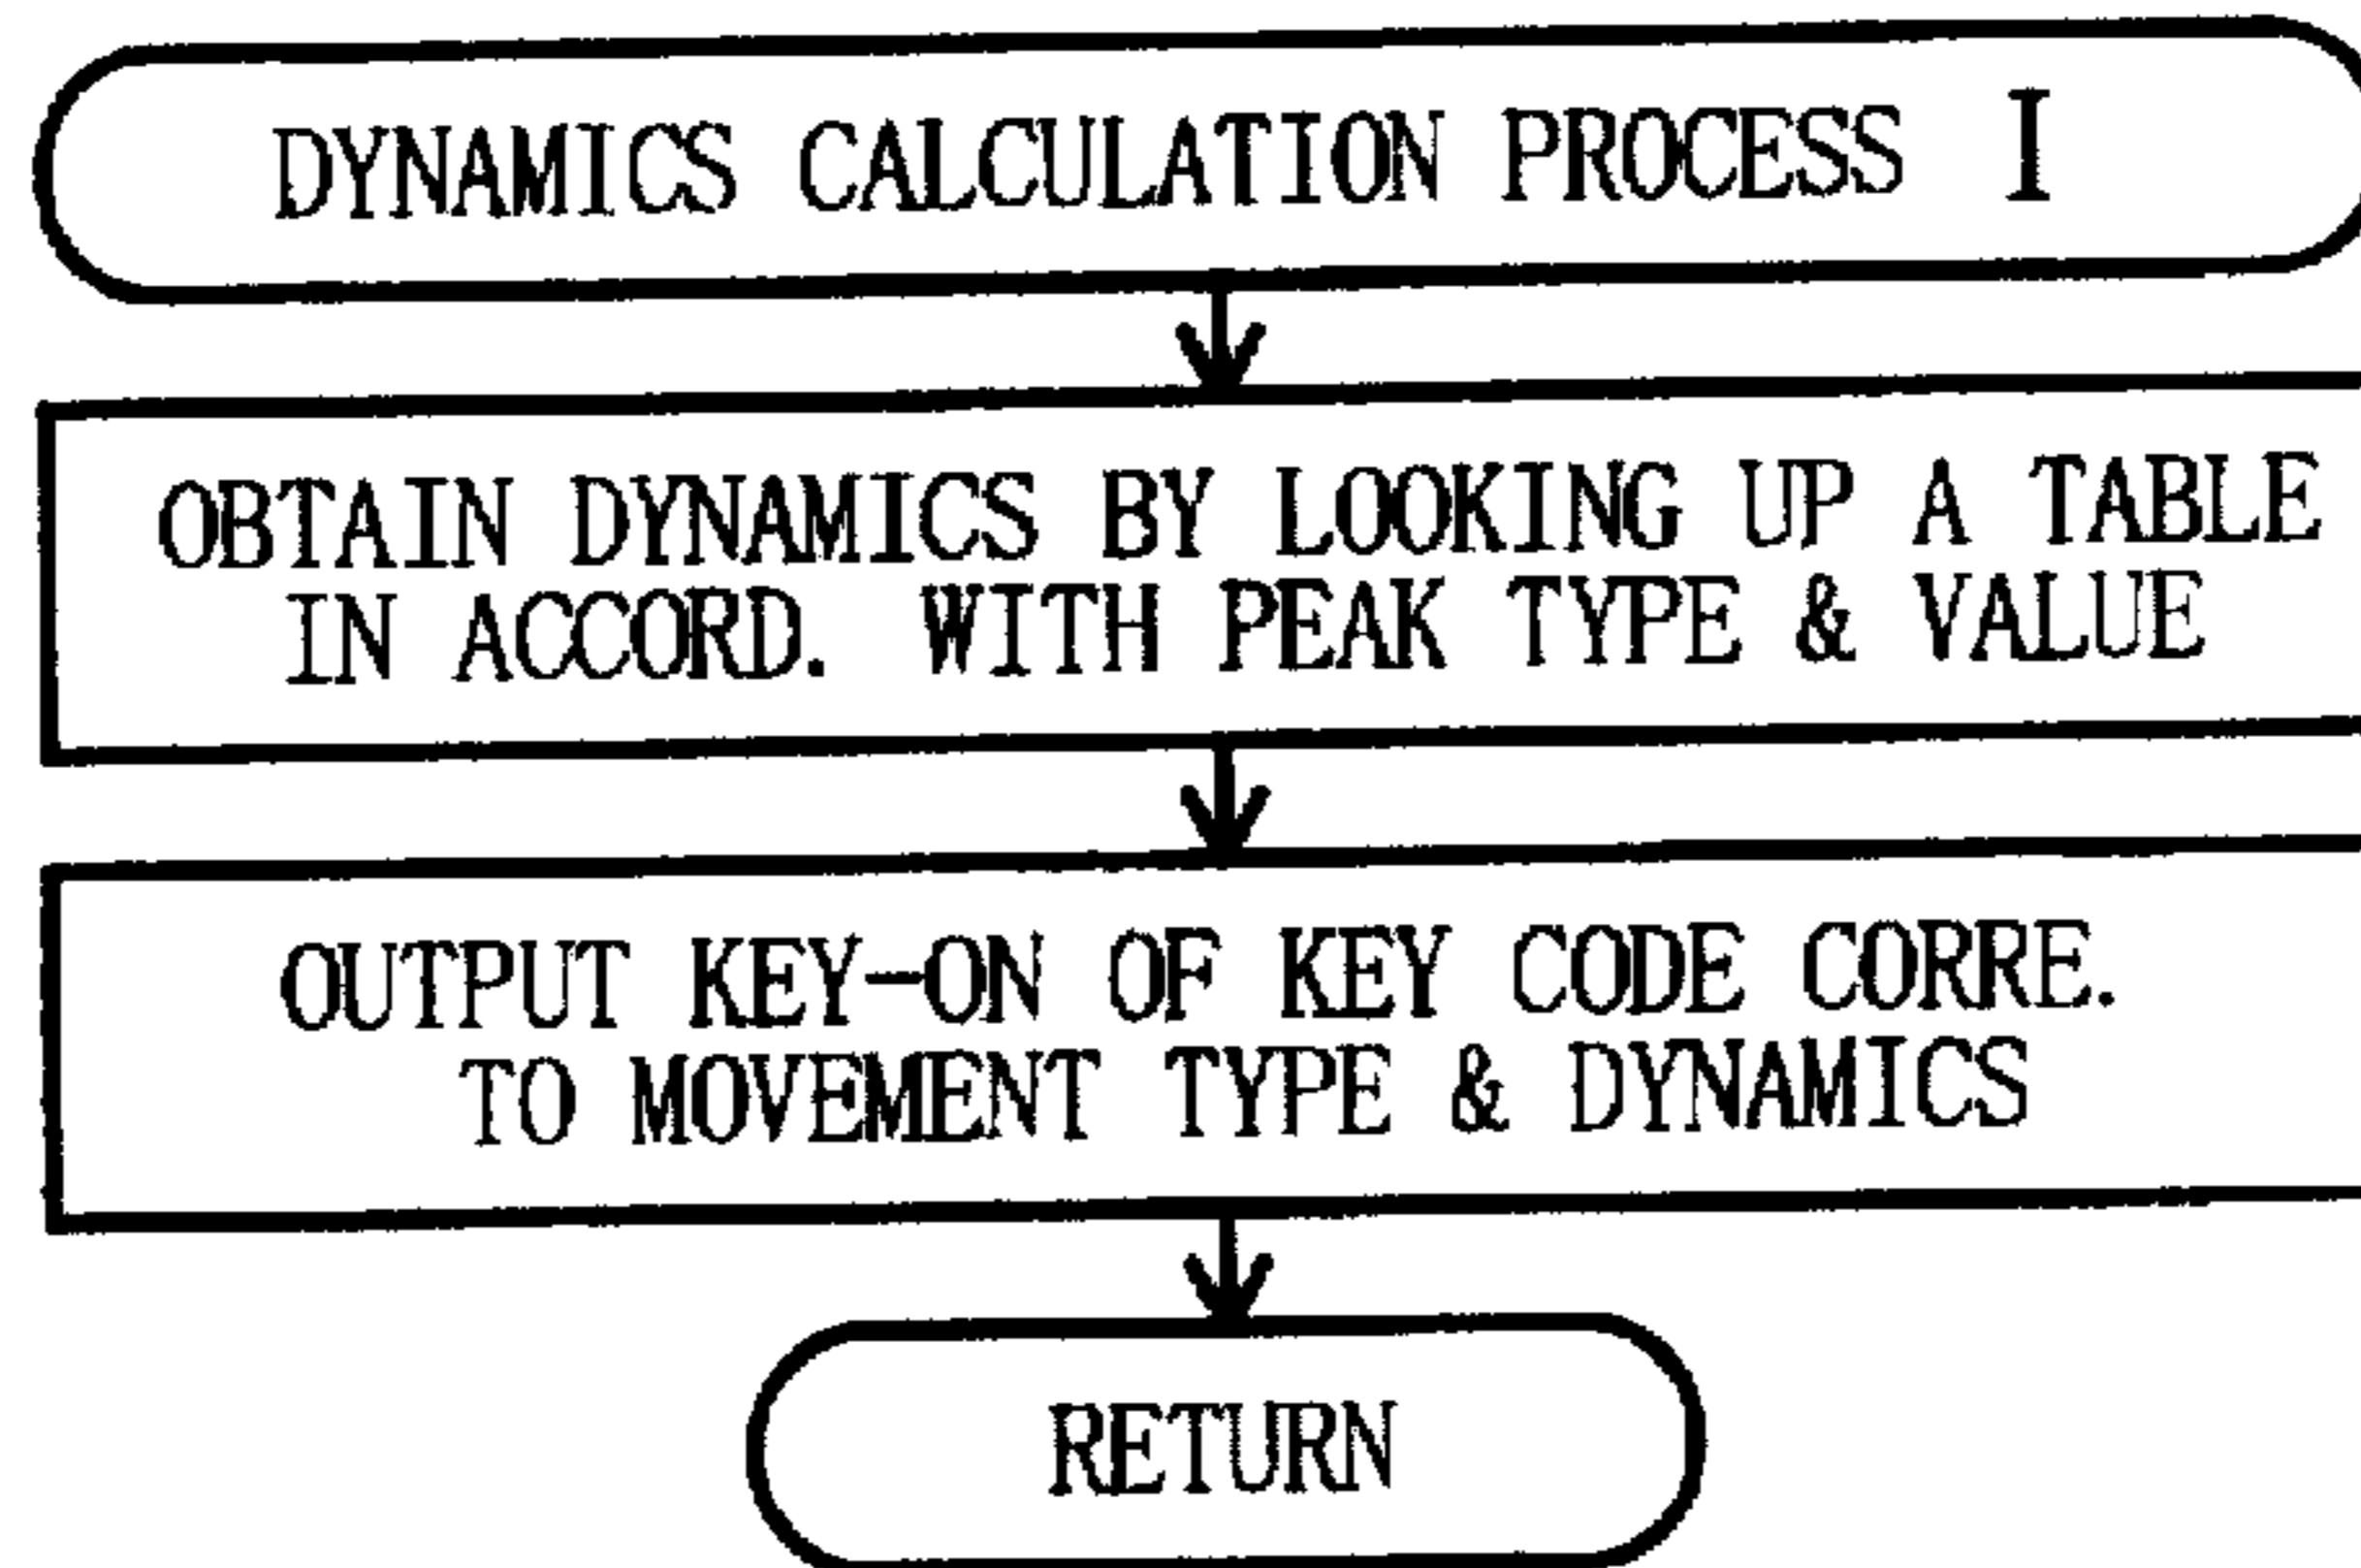 DYNAMICS CALCULATION PROCESS I
OBTAIN DYNAMICS BY LOOKING UP A TABLE
IN ACCORD. WITH PEAK TYPE & VALUE
OUTPUT KEY-ON OF KEY CODE CORRE.
TO MOVEMENT TYPE & DYNAMICS
RETURN